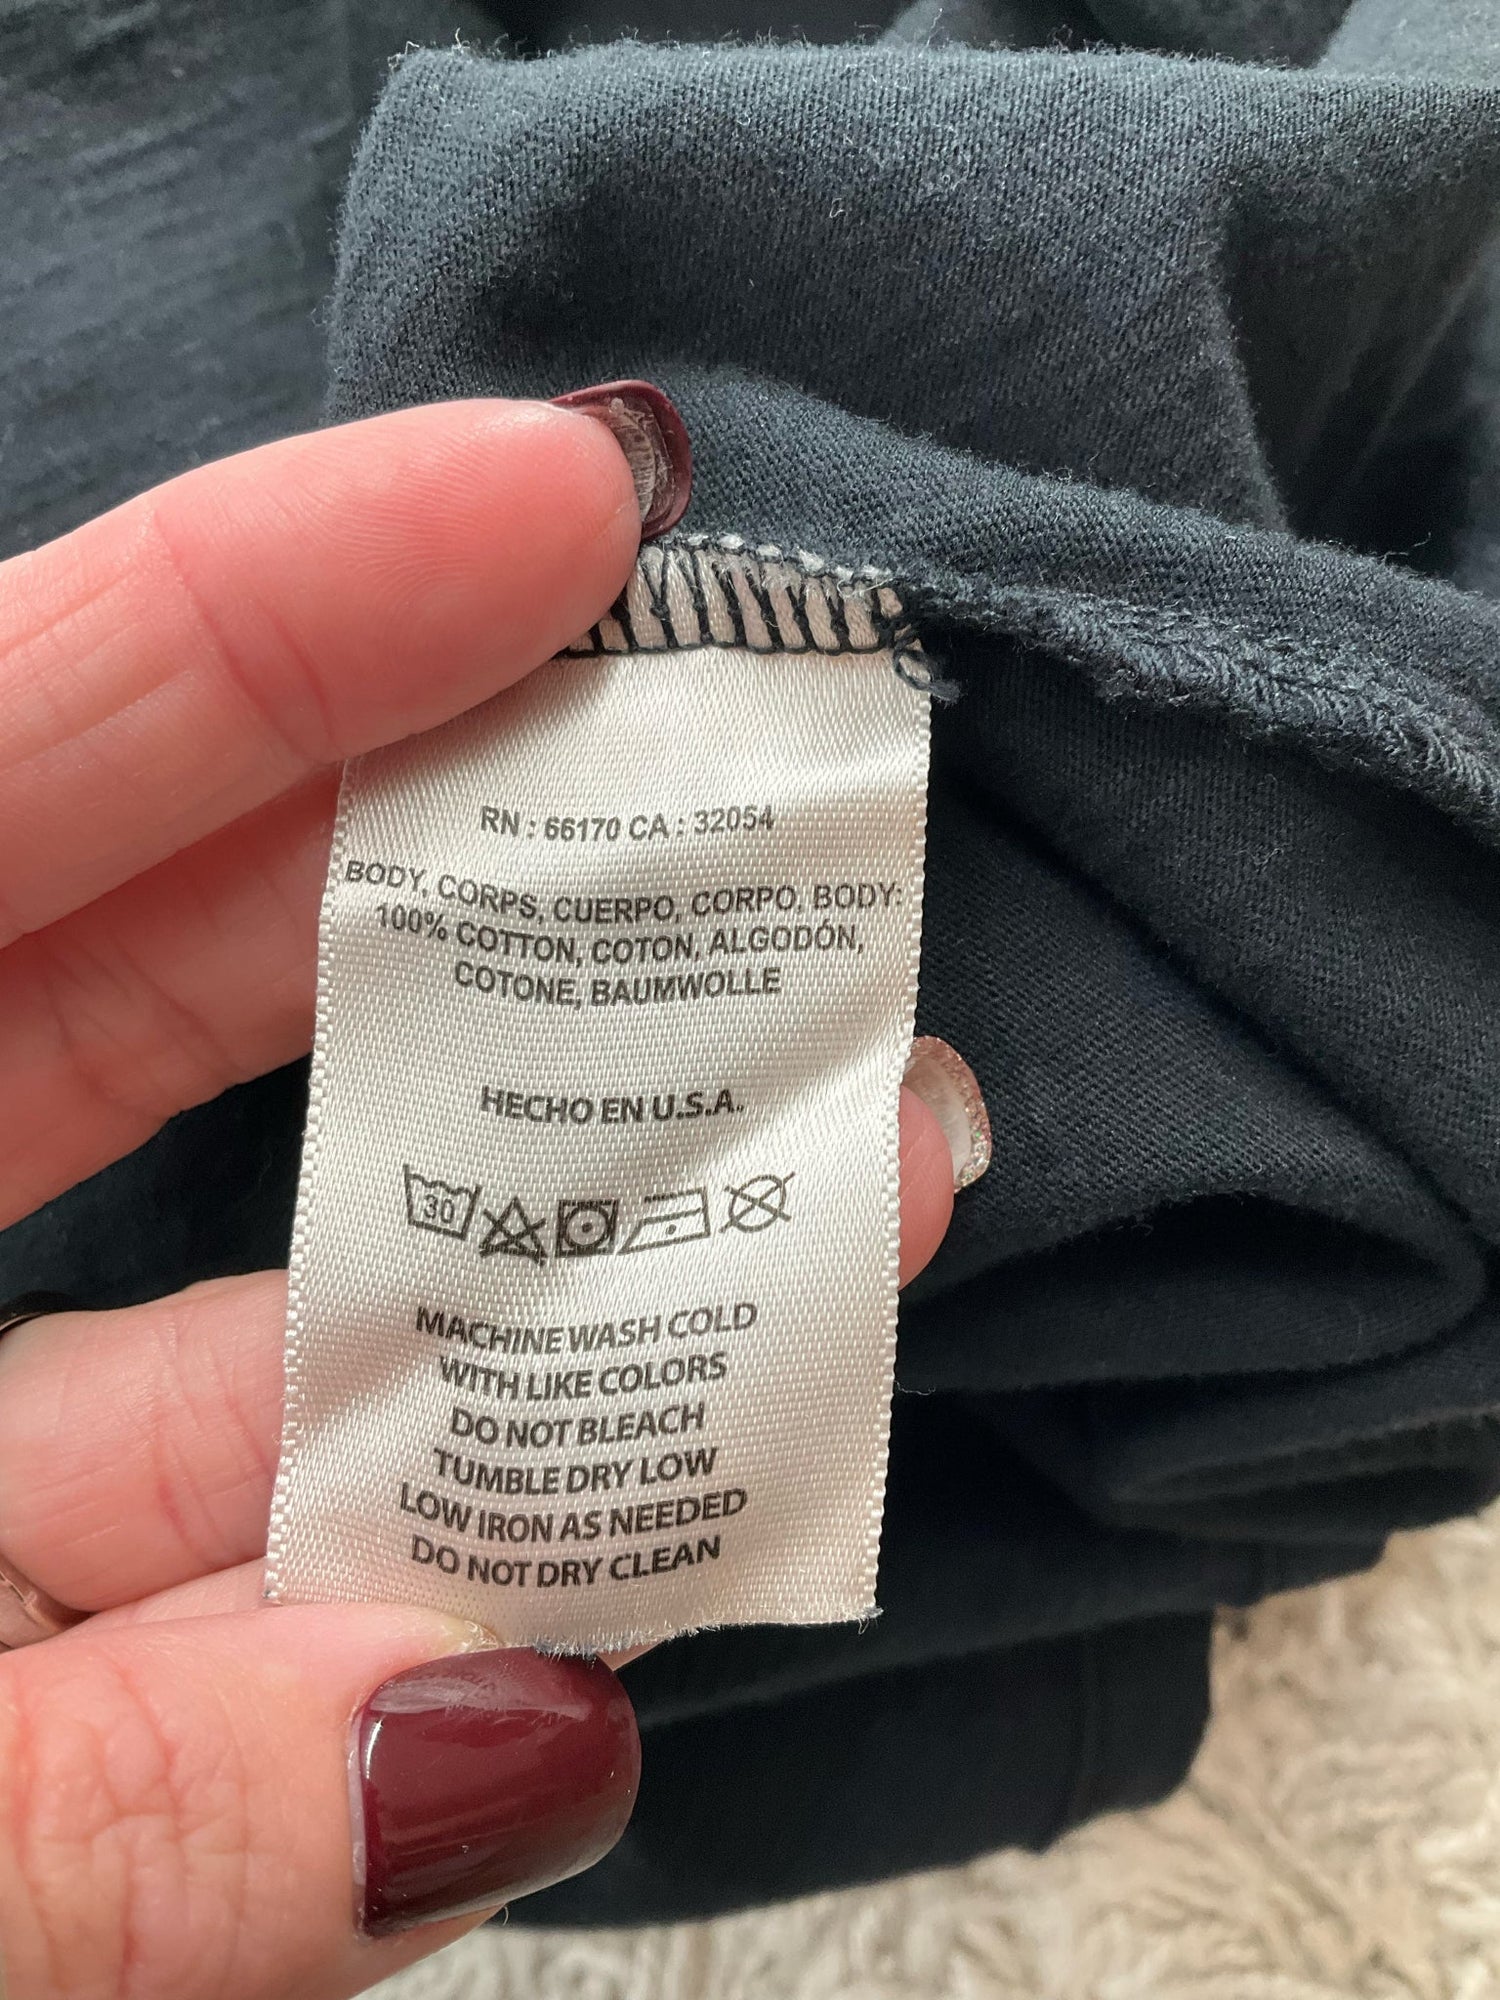 RN : 66170 CA : 32054
BODY, CORPS, CUERPO, CORPO, BODY:
100% COTTON, COTON, ALGODÓN,
COTONE, BAUMWOLLE
HECHO EN U.S.A.
30
MACHINE WASH COLD
WITH LIKE COLORS
DO NOT BLEACH
TUMBLE DRY LOW
LOW IRON AS NEEDED
DO NOT DRY CLEAN